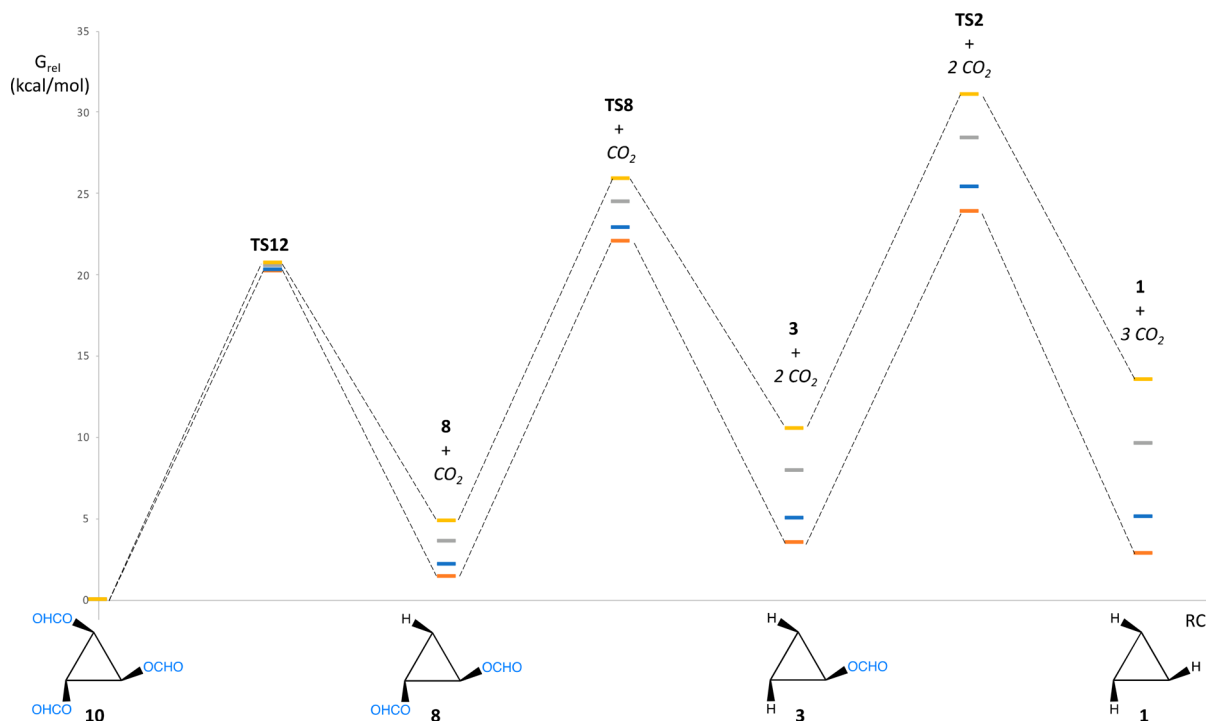 35
G_rel
(kcal/mol)
30
25
20
15
10
5
0
TS12
8
+
CO₂
TS8
+
CO₂
3
+
2 CO₂
TS2
+
2 CO₂
1
+
3 CO₂
RC
OHCO
OCHO
OHCO
10
H
OCHO
OHCO
8
H
OCHO
H
3
H
H
H
1